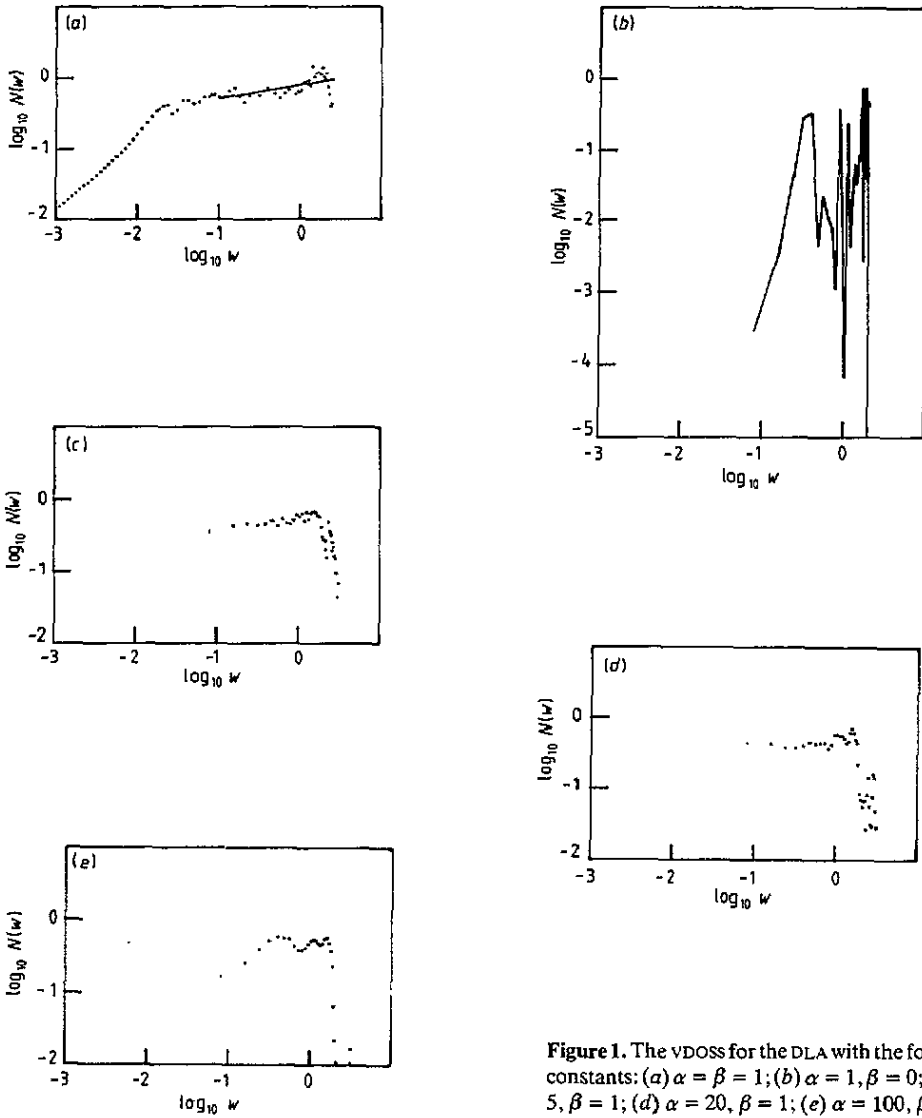 (a)
0
-1
-2
log₁₀ N(w)
-3 -2 -1 0
log₁₀ w
(b)
0
-1
-2
-3
-4
-5
log₁₀ N(w)
-3 -2 -1 0
log₁₀ w
(c)
0
-1
-2
log₁₀ N(w)
-3 -2 -1 0
log₁₀ w
(d)
0
-1
-2
log₁₀ N(w)
-3 -2 -1 0
log₁₀ w
(e)
0
-1
-2
log₁₀ N(w)
-3 -2 -1 0
log₁₀ w
Figure 1. The VDOSS for the DLA with the fo
constants: (a) α = β = 1; (b) α = 1, β = 0;
5, β = 1; (d) α = 20, β = 1; (e) α = 100,